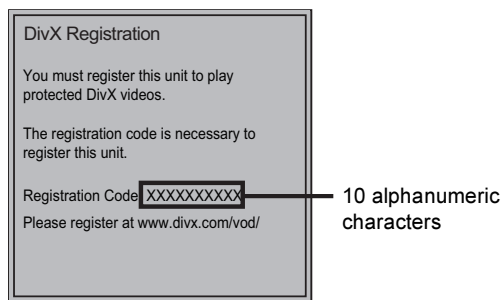 DivX Registration
You must register this unit to play
protected DivX videos.
The registration code is necessary to
register this unit.
Registration Code XXXXXXXXXX
Please register at www.divx.com/vod/
10 alphanumeric
characters